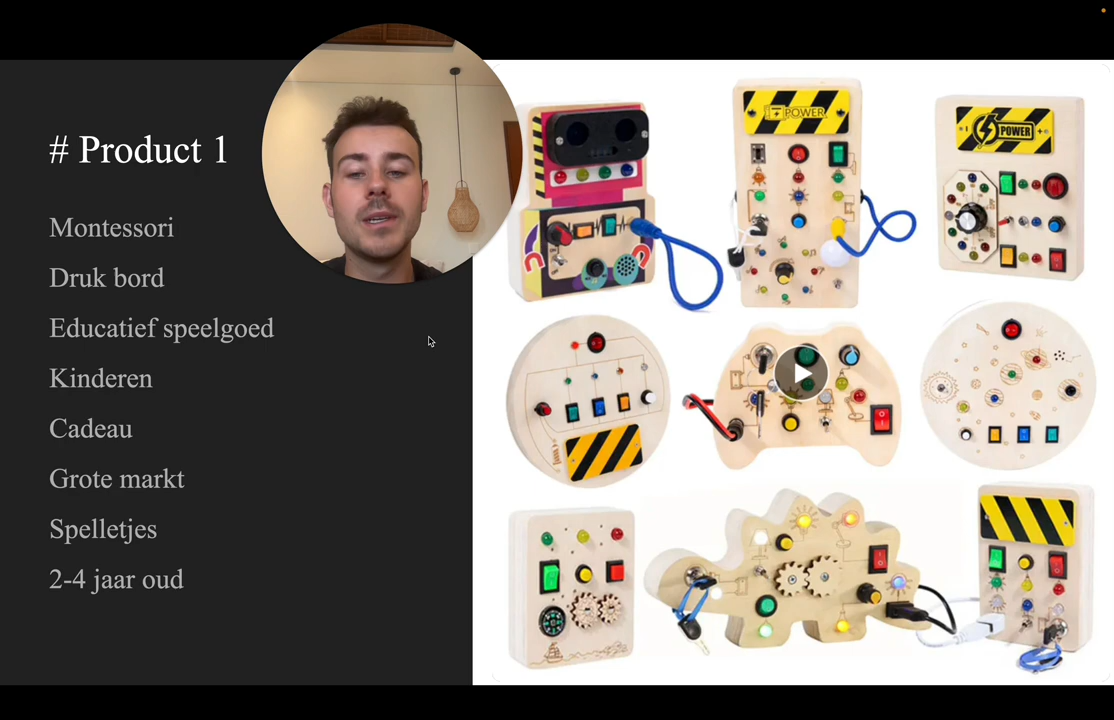 # Product 1
Montessori
Druk bord
Educatief speelgoed
Kinderen
Cadeau
Grote markt
Spelletjes
2-4 jaar oud
POWER
POWER